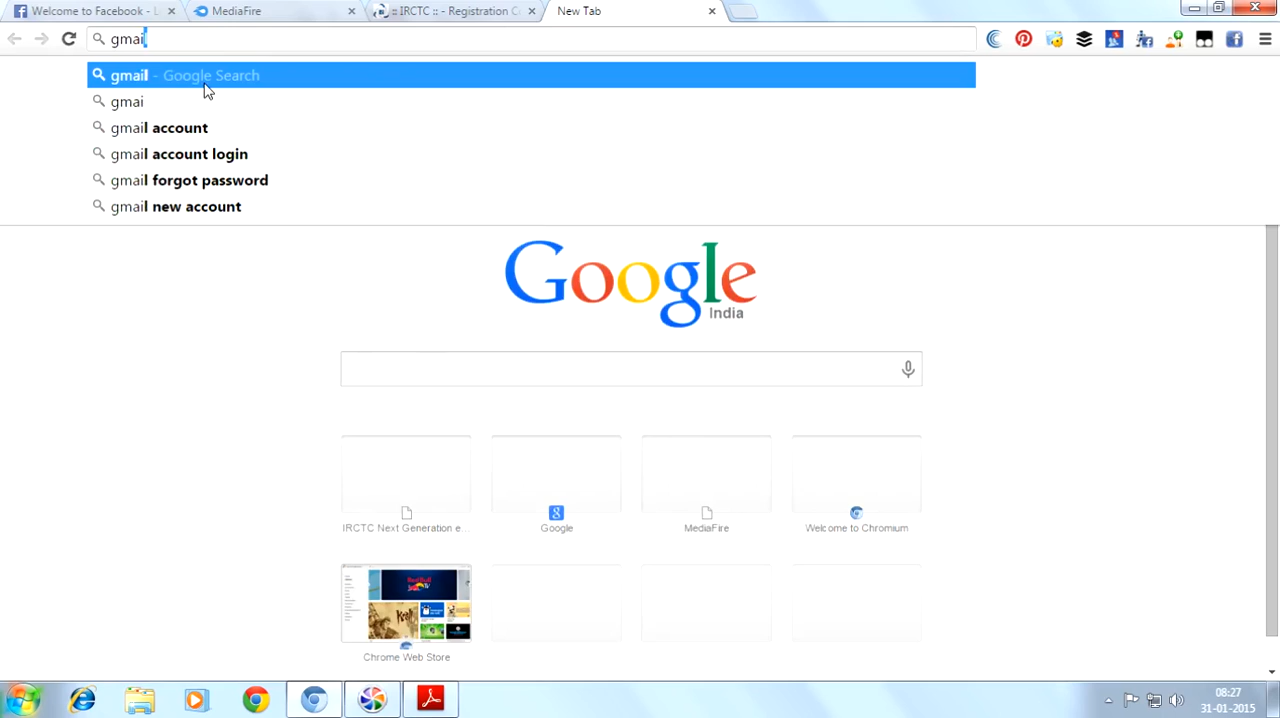 Welcome to Facebook - L
MediaFire
:: IRCTC :: - Registration C
New Tab
gmail
gmail - Google Search
gmai
gmail account
gmail account login
gmail forgot password
gmail new account
Google
India
IRCTC Next Generation e...
Google
MediaFire
Welcome to Chromium
Chrome Web Store
08:27
31-01-2015